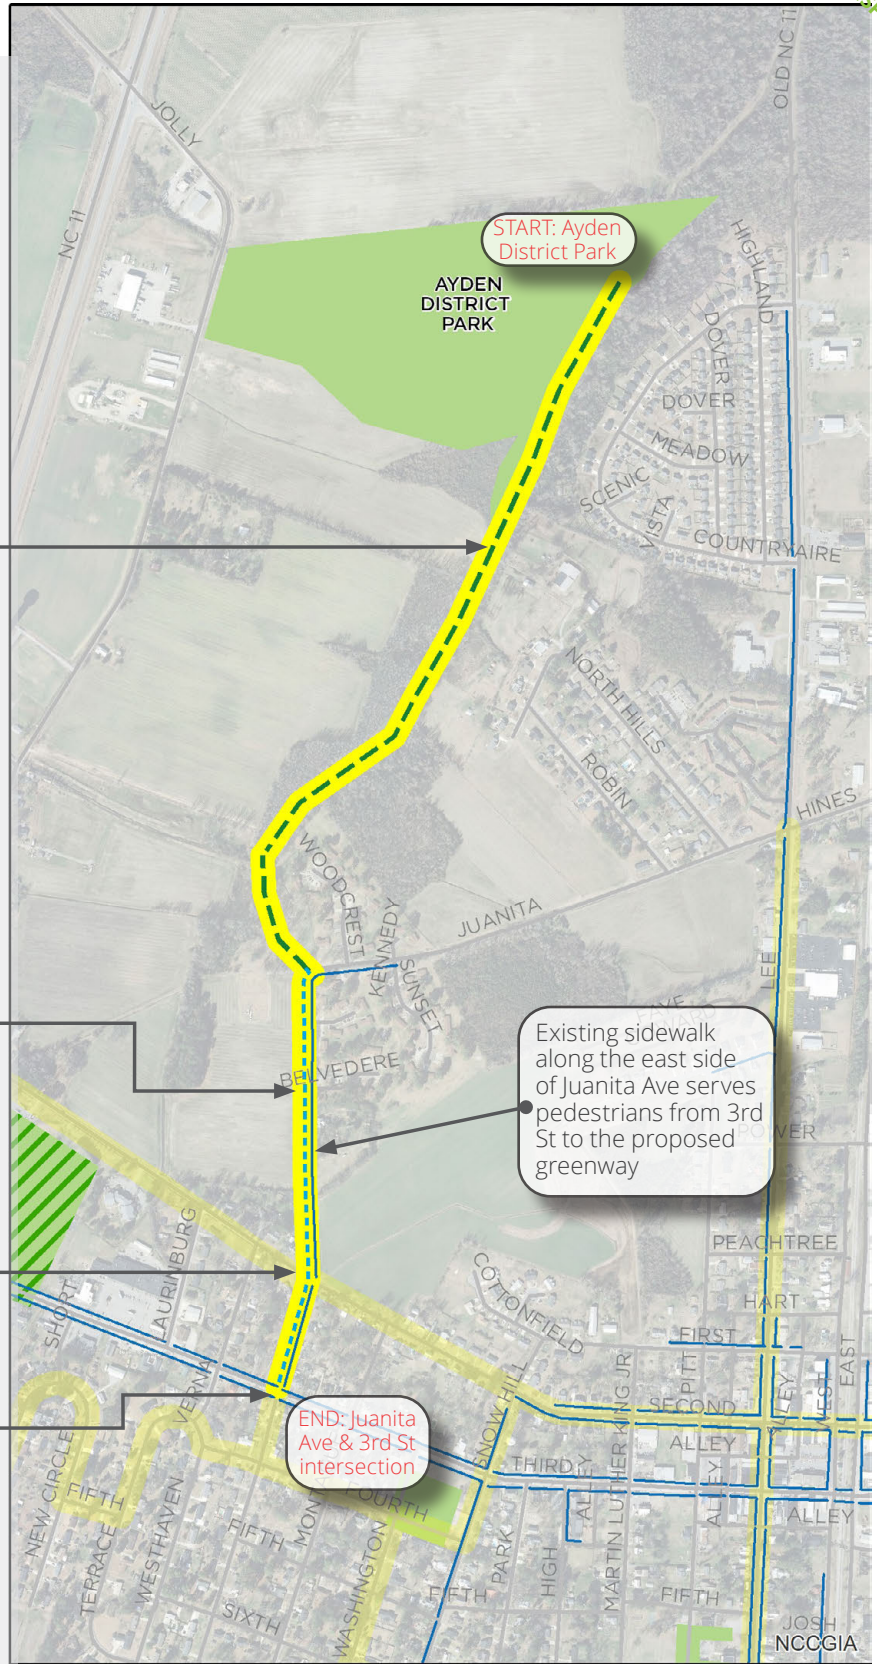 OLD NC 11
JOLLY
NC 11
START: Ayden
District Park
HIGHLAND
AYDEN
DISTRICT
PARK
DOVER
DOVER
MEADOW
SCENIC
VISTA
COUNTRYAIRE
NORTH HILLS
ROBIN
HINES
WOODCREST
KENNEDY
JUANITA
SUNSET
LEE
BELVEDERE
Existing sidewalk
along the east side
of Juanita Ave serves
pedestrians from 3rd
St to the proposed
greenway
POWER
LAURINBURG
PEACHTREE
COTTONFIELD
SHORT
HART
FIRST
VERNA
SNOW HILL
MARTIN LUTHER KING JR
PITT
EAST
WEST
ALLEY
SECOND
END: Juanita
Ave & 3rd St
intersection
ALLEY
NEW CIRCLE
THIRD
FIFTH
FOURTH
ALLEY
ALLEY
ALLEY
TERRACE
WESTHAVEN
FIFTH
WASHINGTON
PARK
HIGH
FIFTH
FIFTH
SIXTH
JOSH
NCCGIA